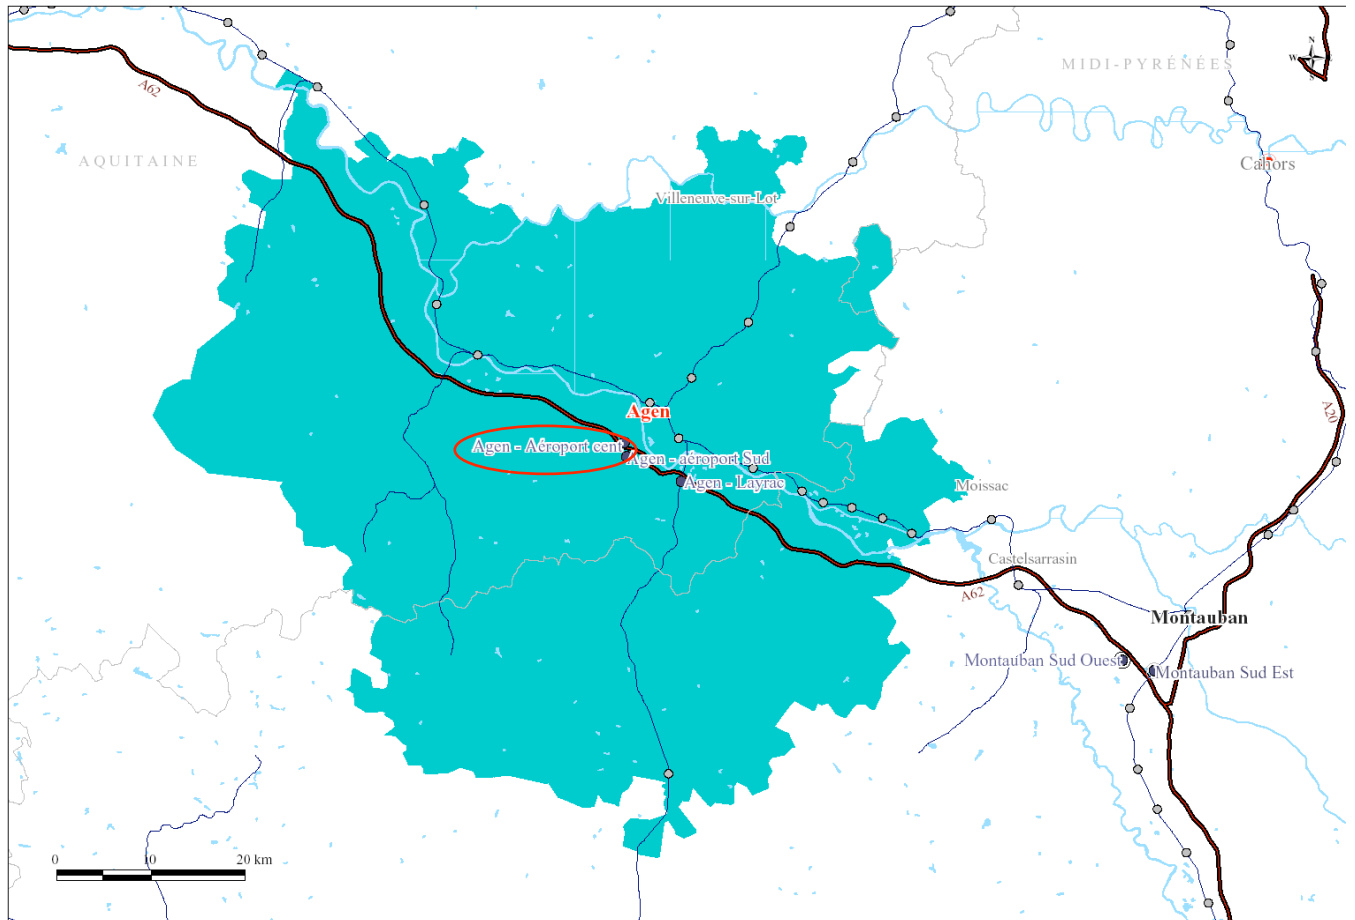 N
W
E
S
MIDI-PYRÉNÉES
A62
AQUITAINE
Cahors
Villeneuve-sur-Lot
A20
Agen
Agen - Aéroport cent
Agen - aéroport Sud
Agen - Layrac
Moissac
Castelsarrasin
A62
Montauban
Montauban Sud Ouest
Montauban Sud Est
0 10 20 km